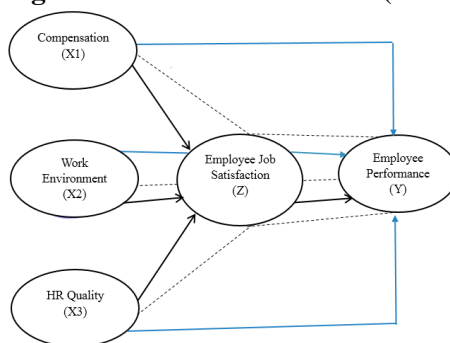 Compensation
(X1)
Work
Environment
(X2)
Employee Job
Satisfaction
(Z)
Employee
Performance
(Y)
HR Quality
(X3)